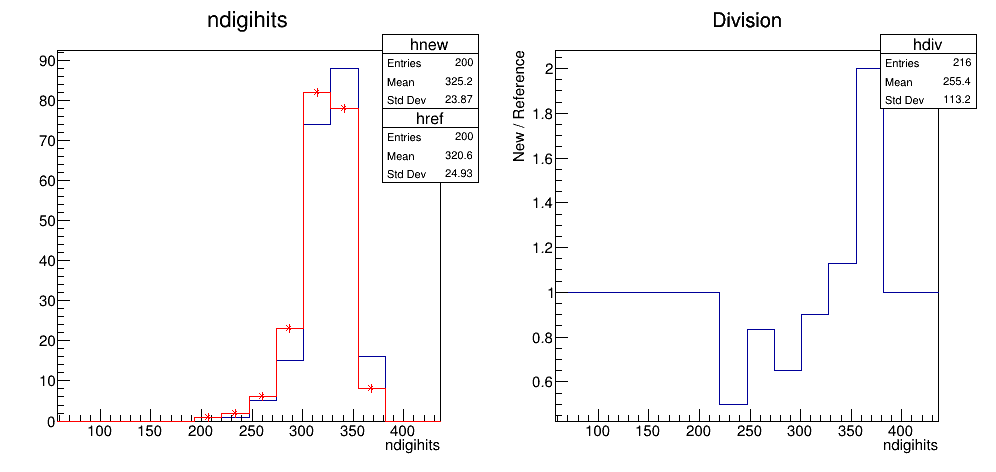 ndigihits
hnew
Entries 200
Mean 325.2
Std Dev 23.87
href
Entries 200
Mean 320.6
Std Dev 24.93
90
80
70
60
50
40
30
20
10
0
100 150 200 250 300 350 400
ndigihits
Division
hdiv
Entries 216
Mean 255.4
Std Dev 113.2
New / Reference
2
1.8
1.6
1.4
1.2
1
0.8
0.6
100 150 200 250 300 350 400
ndigihits